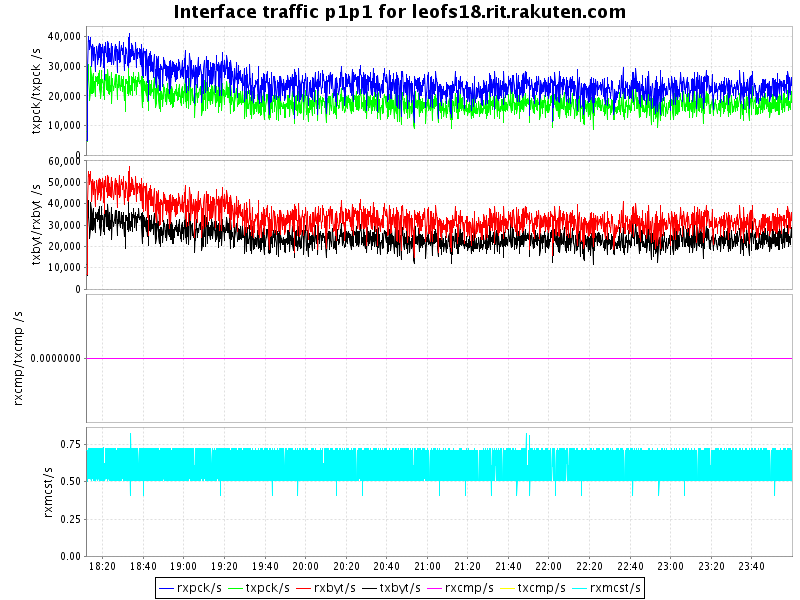 Interface traffic p1p1 for leofs18.rit.rakuten.com
txpck/txpck /s
40,000
30,000
20,000
10,000
0
txbyt/rxbyt /s
60,000
50,000
40,000
30,000
20,000
10,000
0
rxcmp/txcmp /s
0.0000000
rxmcst/s
0.75
0.50
0.25
0.00
18:20 18:40 19:00 19:20 19:40 20:00 20:20 20:40 21:00 21:20 21:40 22:00 22:20 22:40 23:00 23:20 23:40
rxpck/s txpck/s rxbyt/s txbyt/s rxcmp/s txcmp/s rxmcst/s